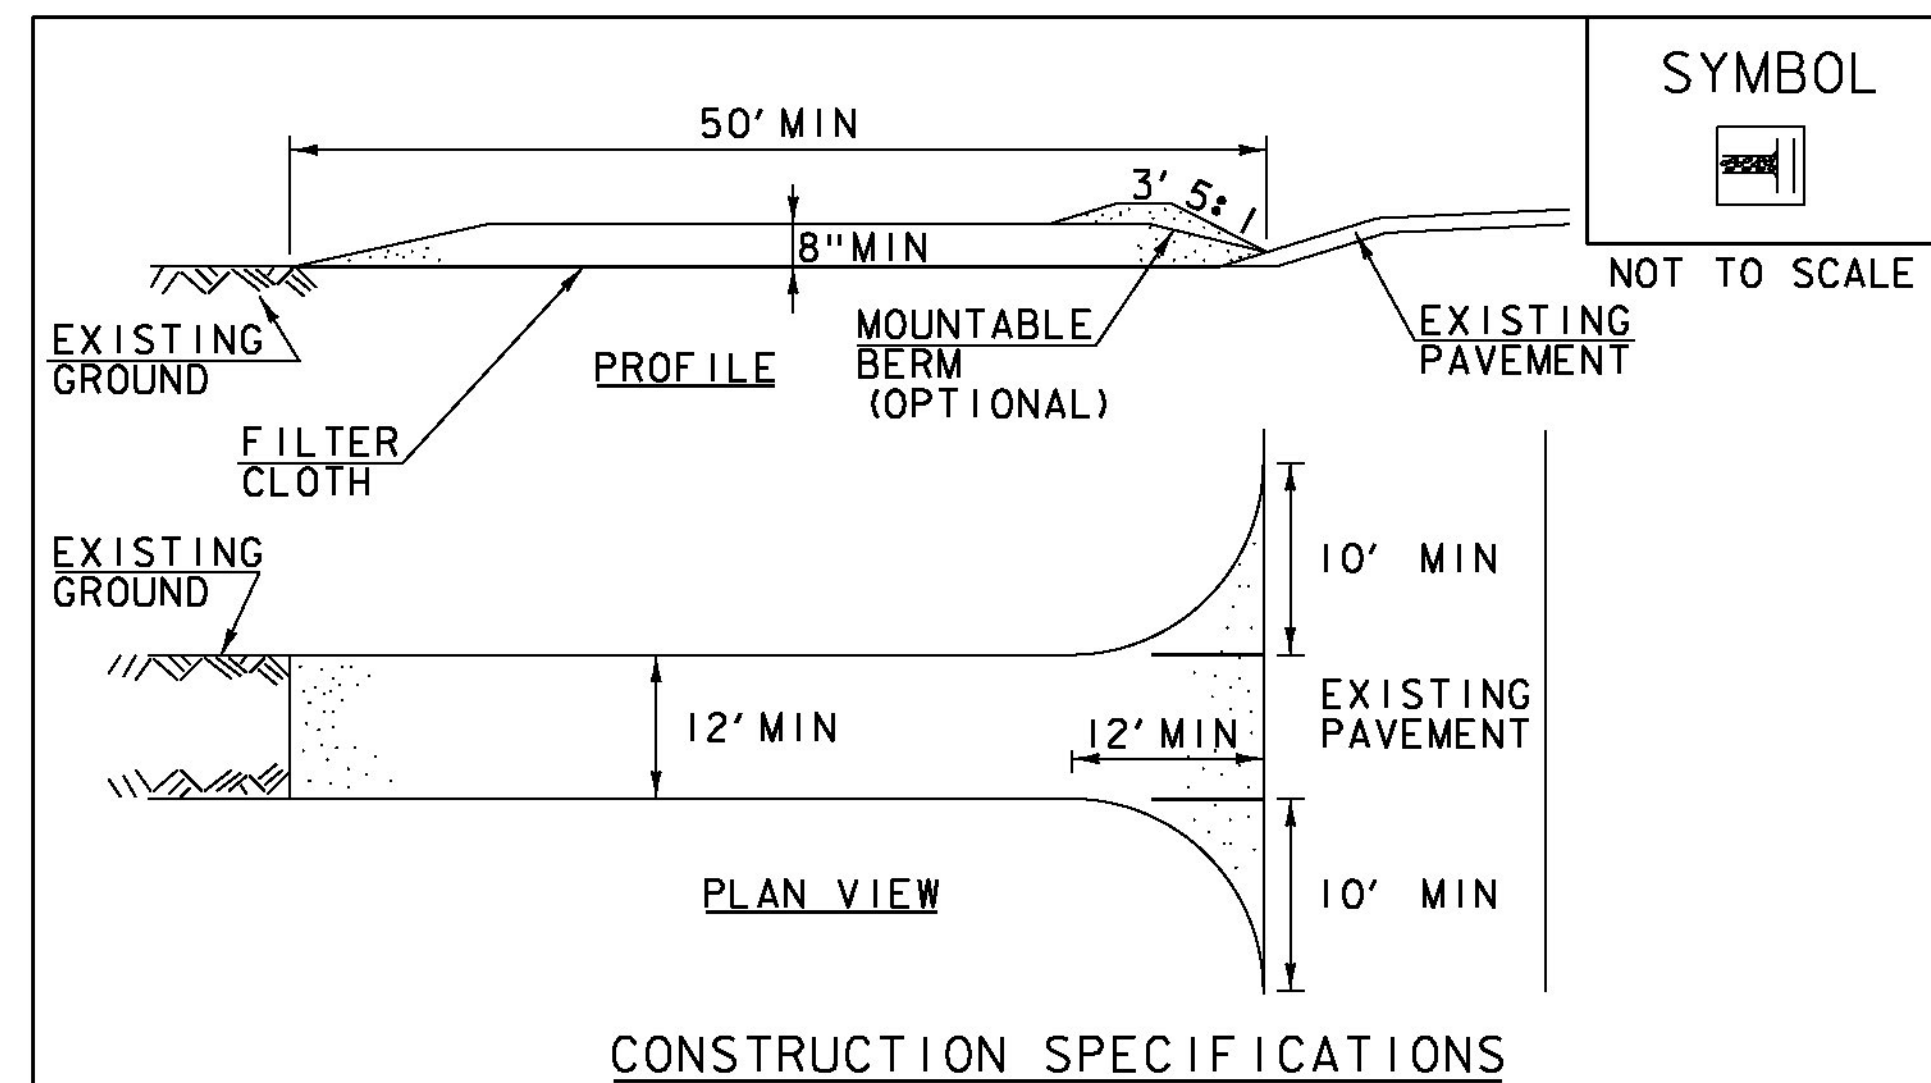 SYMBOL
NOT TO SCALE
50' MIN
3' 5:1
8" MIN
EXISTING
GROUND
PROFILE
MOUNTABLE
BERM
(OPTIONAL)
EXISTING
PAVEMENT
FILTER
CLOTH
EXISTING
GROUND
10' MIN
12' MIN
12' MIN
EXISTING
PAVEMENT
10' MIN
PLAN VIEW
CONSTRUCTION SPECIFICATIONS